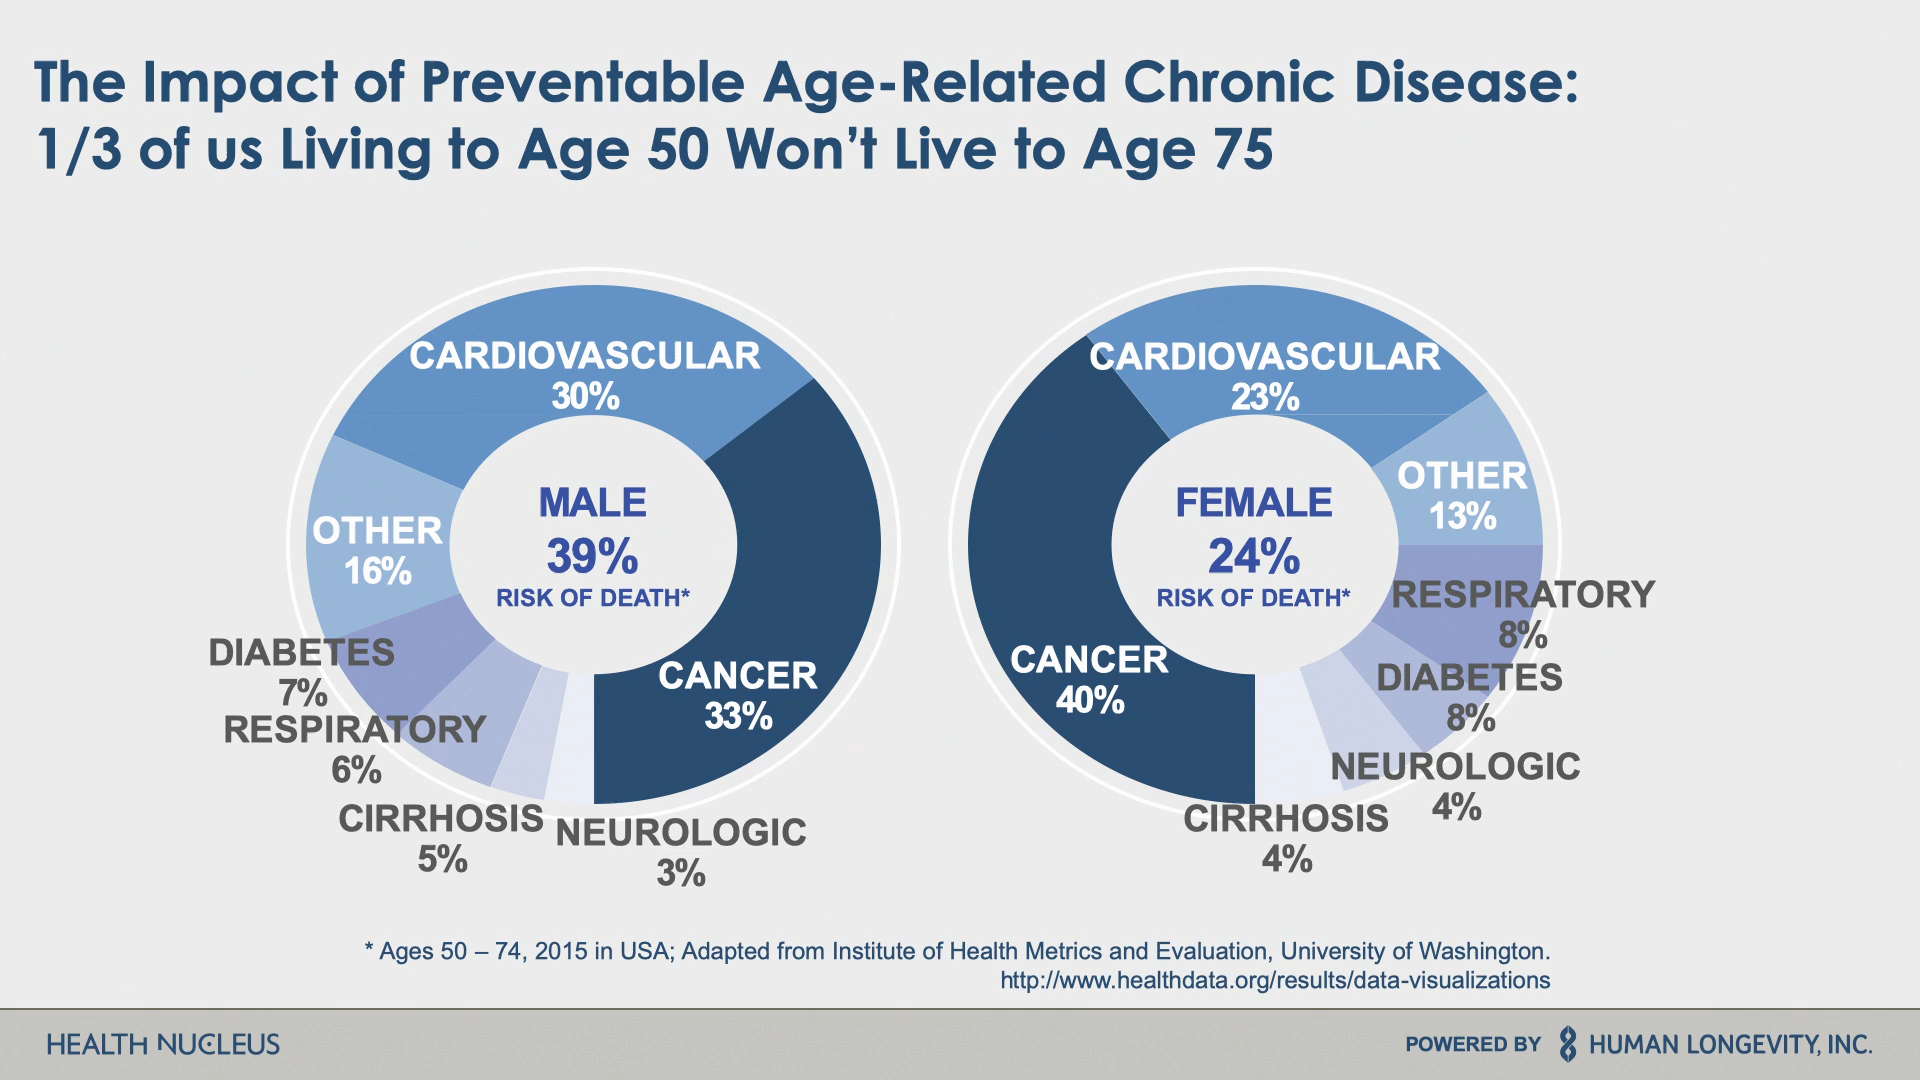 The Impact of Preventable Age-Related Chronic Disease:
1/3 of us Living to Age 50 Won’t Live to Age 75
CARDIOVASCULAR
30%
OTHER
16%
MALE
39%
RISK OF DEATH*
DIABETES
7%
RESPIRATORY
6%
CIRRHOSIS
5%
NEUROLOGIC
3%
CANCER
33%
CARDIOVASCULAR
23%
OTHER
13%
FEMALE
24%
RISK OF DEATH*
RESPIRATORY
8%
CANCER
40%
DIABETES
8%
NEUROLOGIC
4%
CIRRHOSIS
4%
* Ages 50 – 74, 2015 in USA; Adapted from Institute of Health Metrics and Evaluation, University of Washington.
http://www.healthdata.org/results/data-visualizations
HEALTH NUCLEUS
POWERED BY HUMAN LONGEVITY, INC.